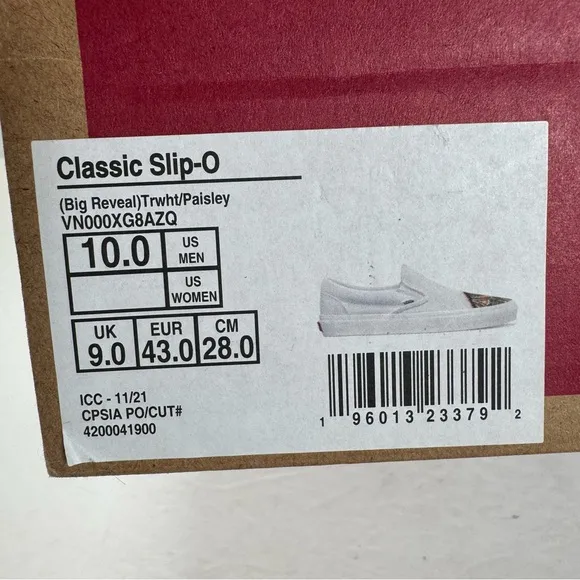 Classic Slip-O
(Big Reveal)Trwht/Paisley
VN000XG8AZQ
10.0 US MEN
US WOMEN
UK EUR CM
9.0 43.0 28.0
ICC - 11/21
CPSIA PO/CUT#
4200041900
1 96013 23379 2